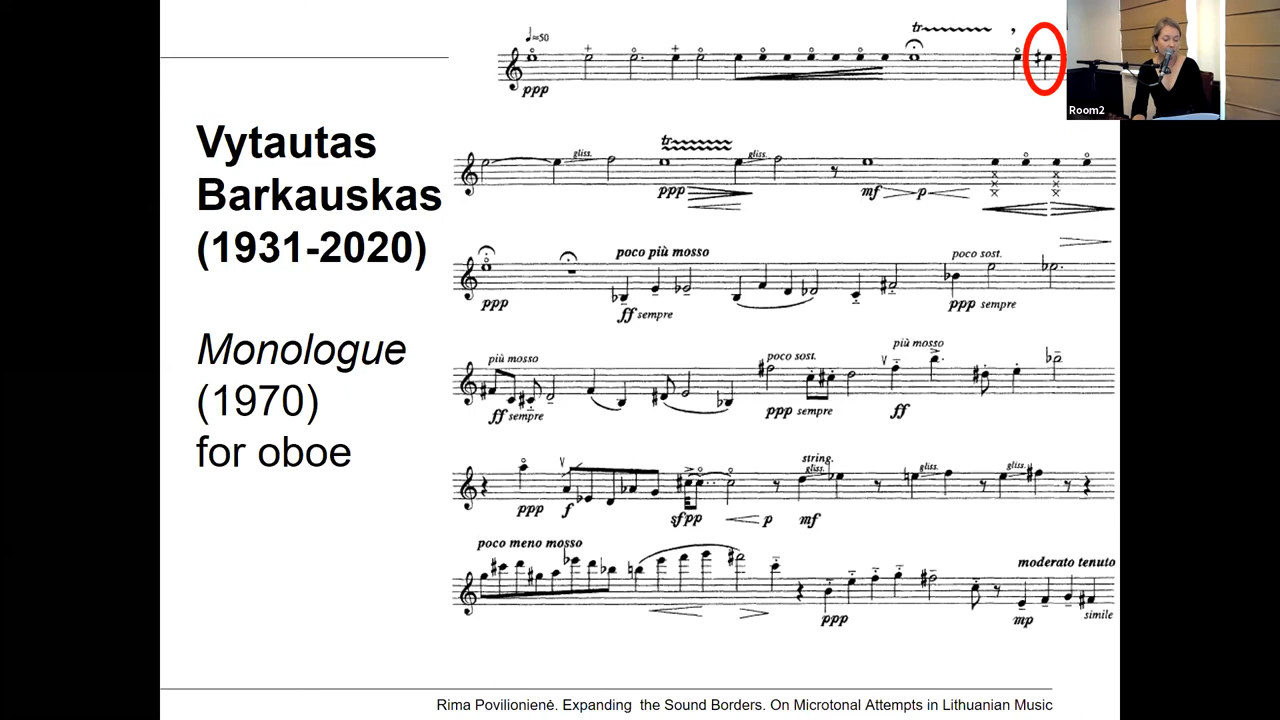 ♩≈50
tr
ppp
Room2
Vytautas
Barkauskas
(1931-2020)
Monologue
(1970)
for oboe
gliss. tr gliss.
ppp mf p
poco più mosso poco sost.
ppp ff sempre ppp sempre
più mosso poco sost. più mosso
ff sempre ppp sempre ff
string.
gliss. gliss. gliss.
ppp f sfpp p mf
poco meno mosso
moderato tenuto
ppp mp simile
Rima Povilionienė. Expanding the Sound Borders. On Microtonal Attempts in Lithuanian Music